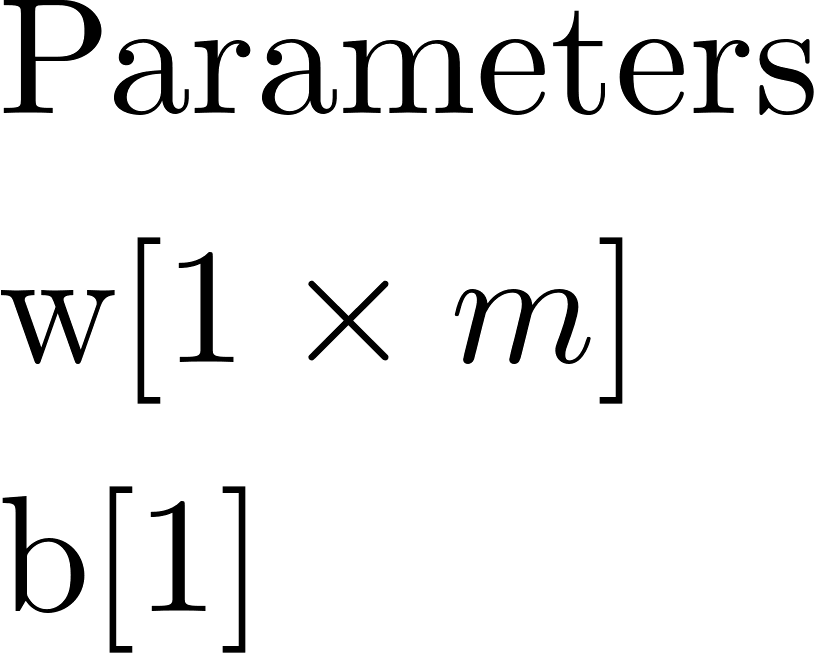 Parameters
w[1 × m]
b[1]